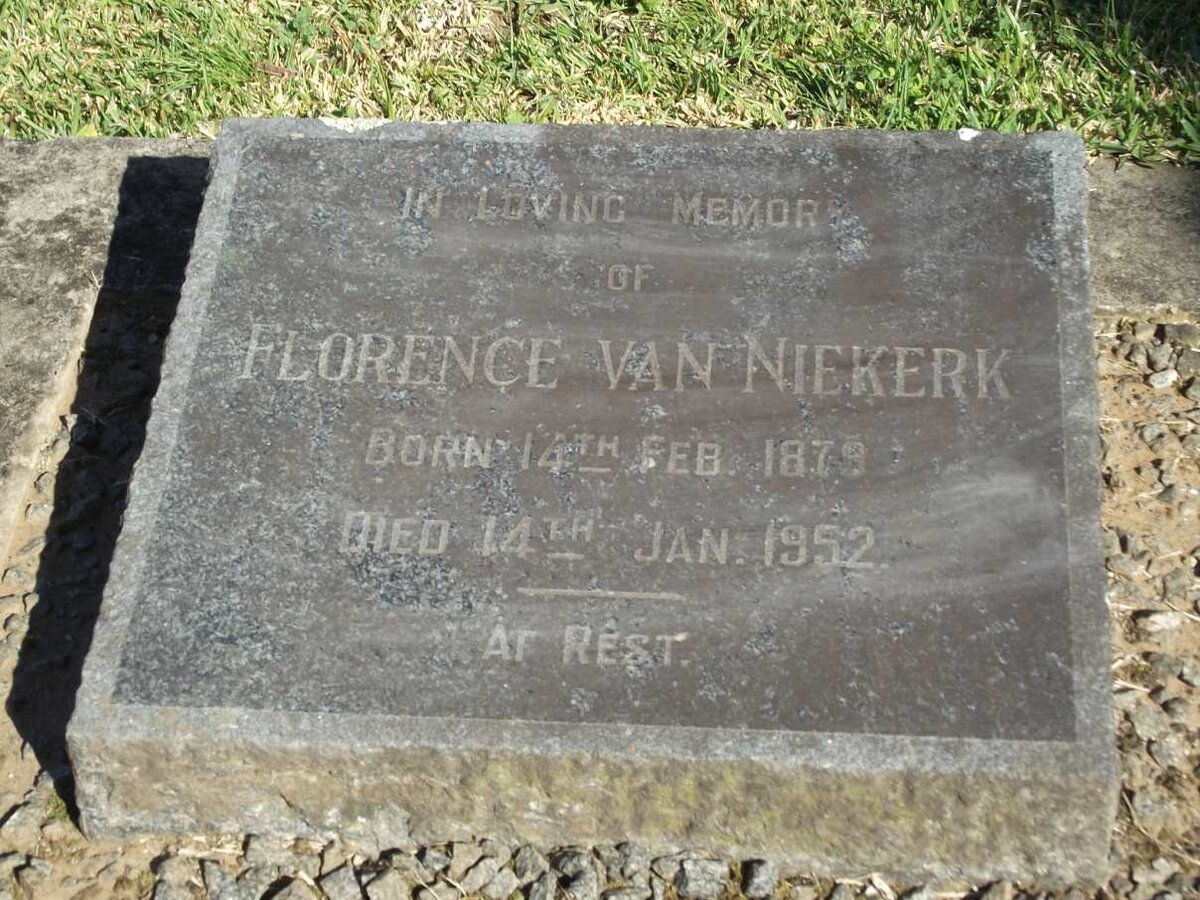 IN LOVING MEMORY
OF
FLORENCE VAN NIEKERK
BORN 14TH FEB. 1879
DIED 14TH JAN. 1952.
AT REST.